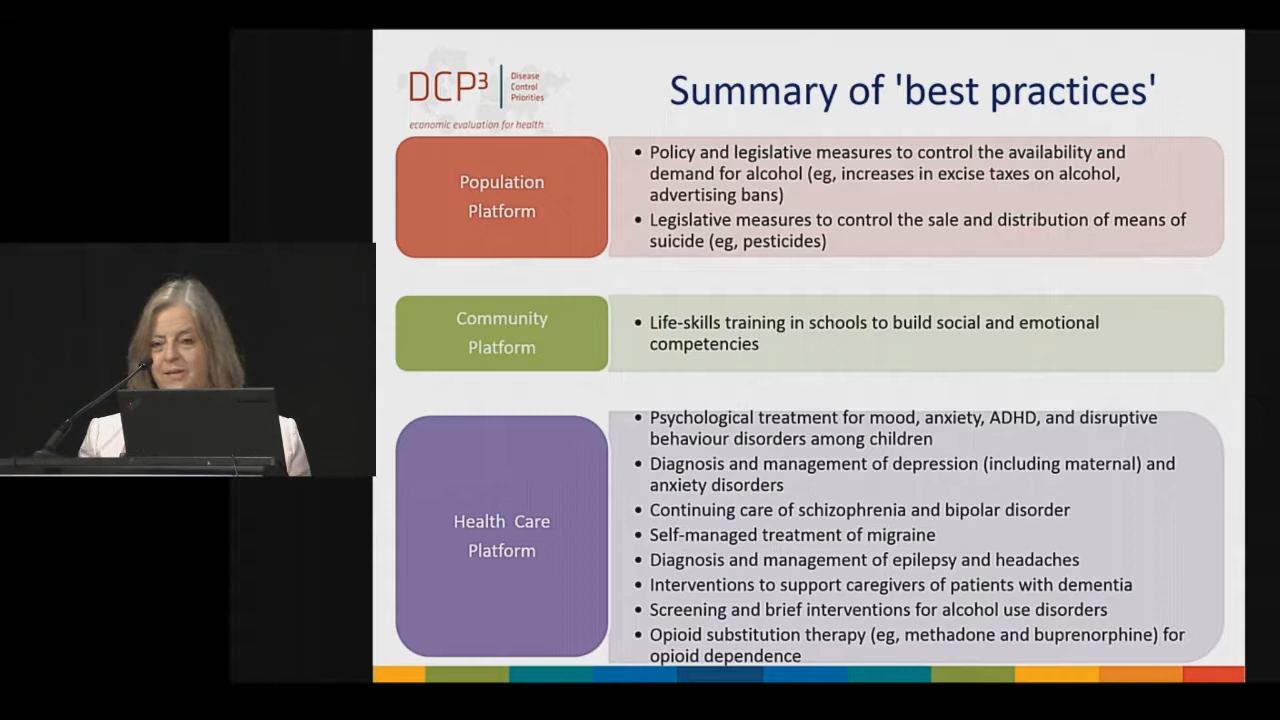 DCP³
Disease
Control
Priorities
economic evaluation for health
Summary of 'best practices'
Population
Platform
• Policy and legislative measures to control the availability and
demand for alcohol (eg, increases in excise taxes on alcohol,
advertising bans)
• Legislative measures to control the sale and distribution of means of
suicide (eg, pesticides)
Community
Platform
• Life-skills training in schools to build social and emotional
competencies
Health Care
Platform
• Psychological treatment for mood, anxiety, ADHD, and disruptive
behaviour disorders among children
• Diagnosis and management of depression (including maternal) and
anxiety disorders
• Continuing care of schizophrenia and bipolar disorder
• Self-managed treatment of migraine
• Diagnosis and management of epilepsy and headaches
• Interventions to support caregivers of patients with dementia
• Screening and brief interventions for alcohol use disorders
• Opioid substitution therapy (eg, methadone and buprenorphine) for
opioid dependence